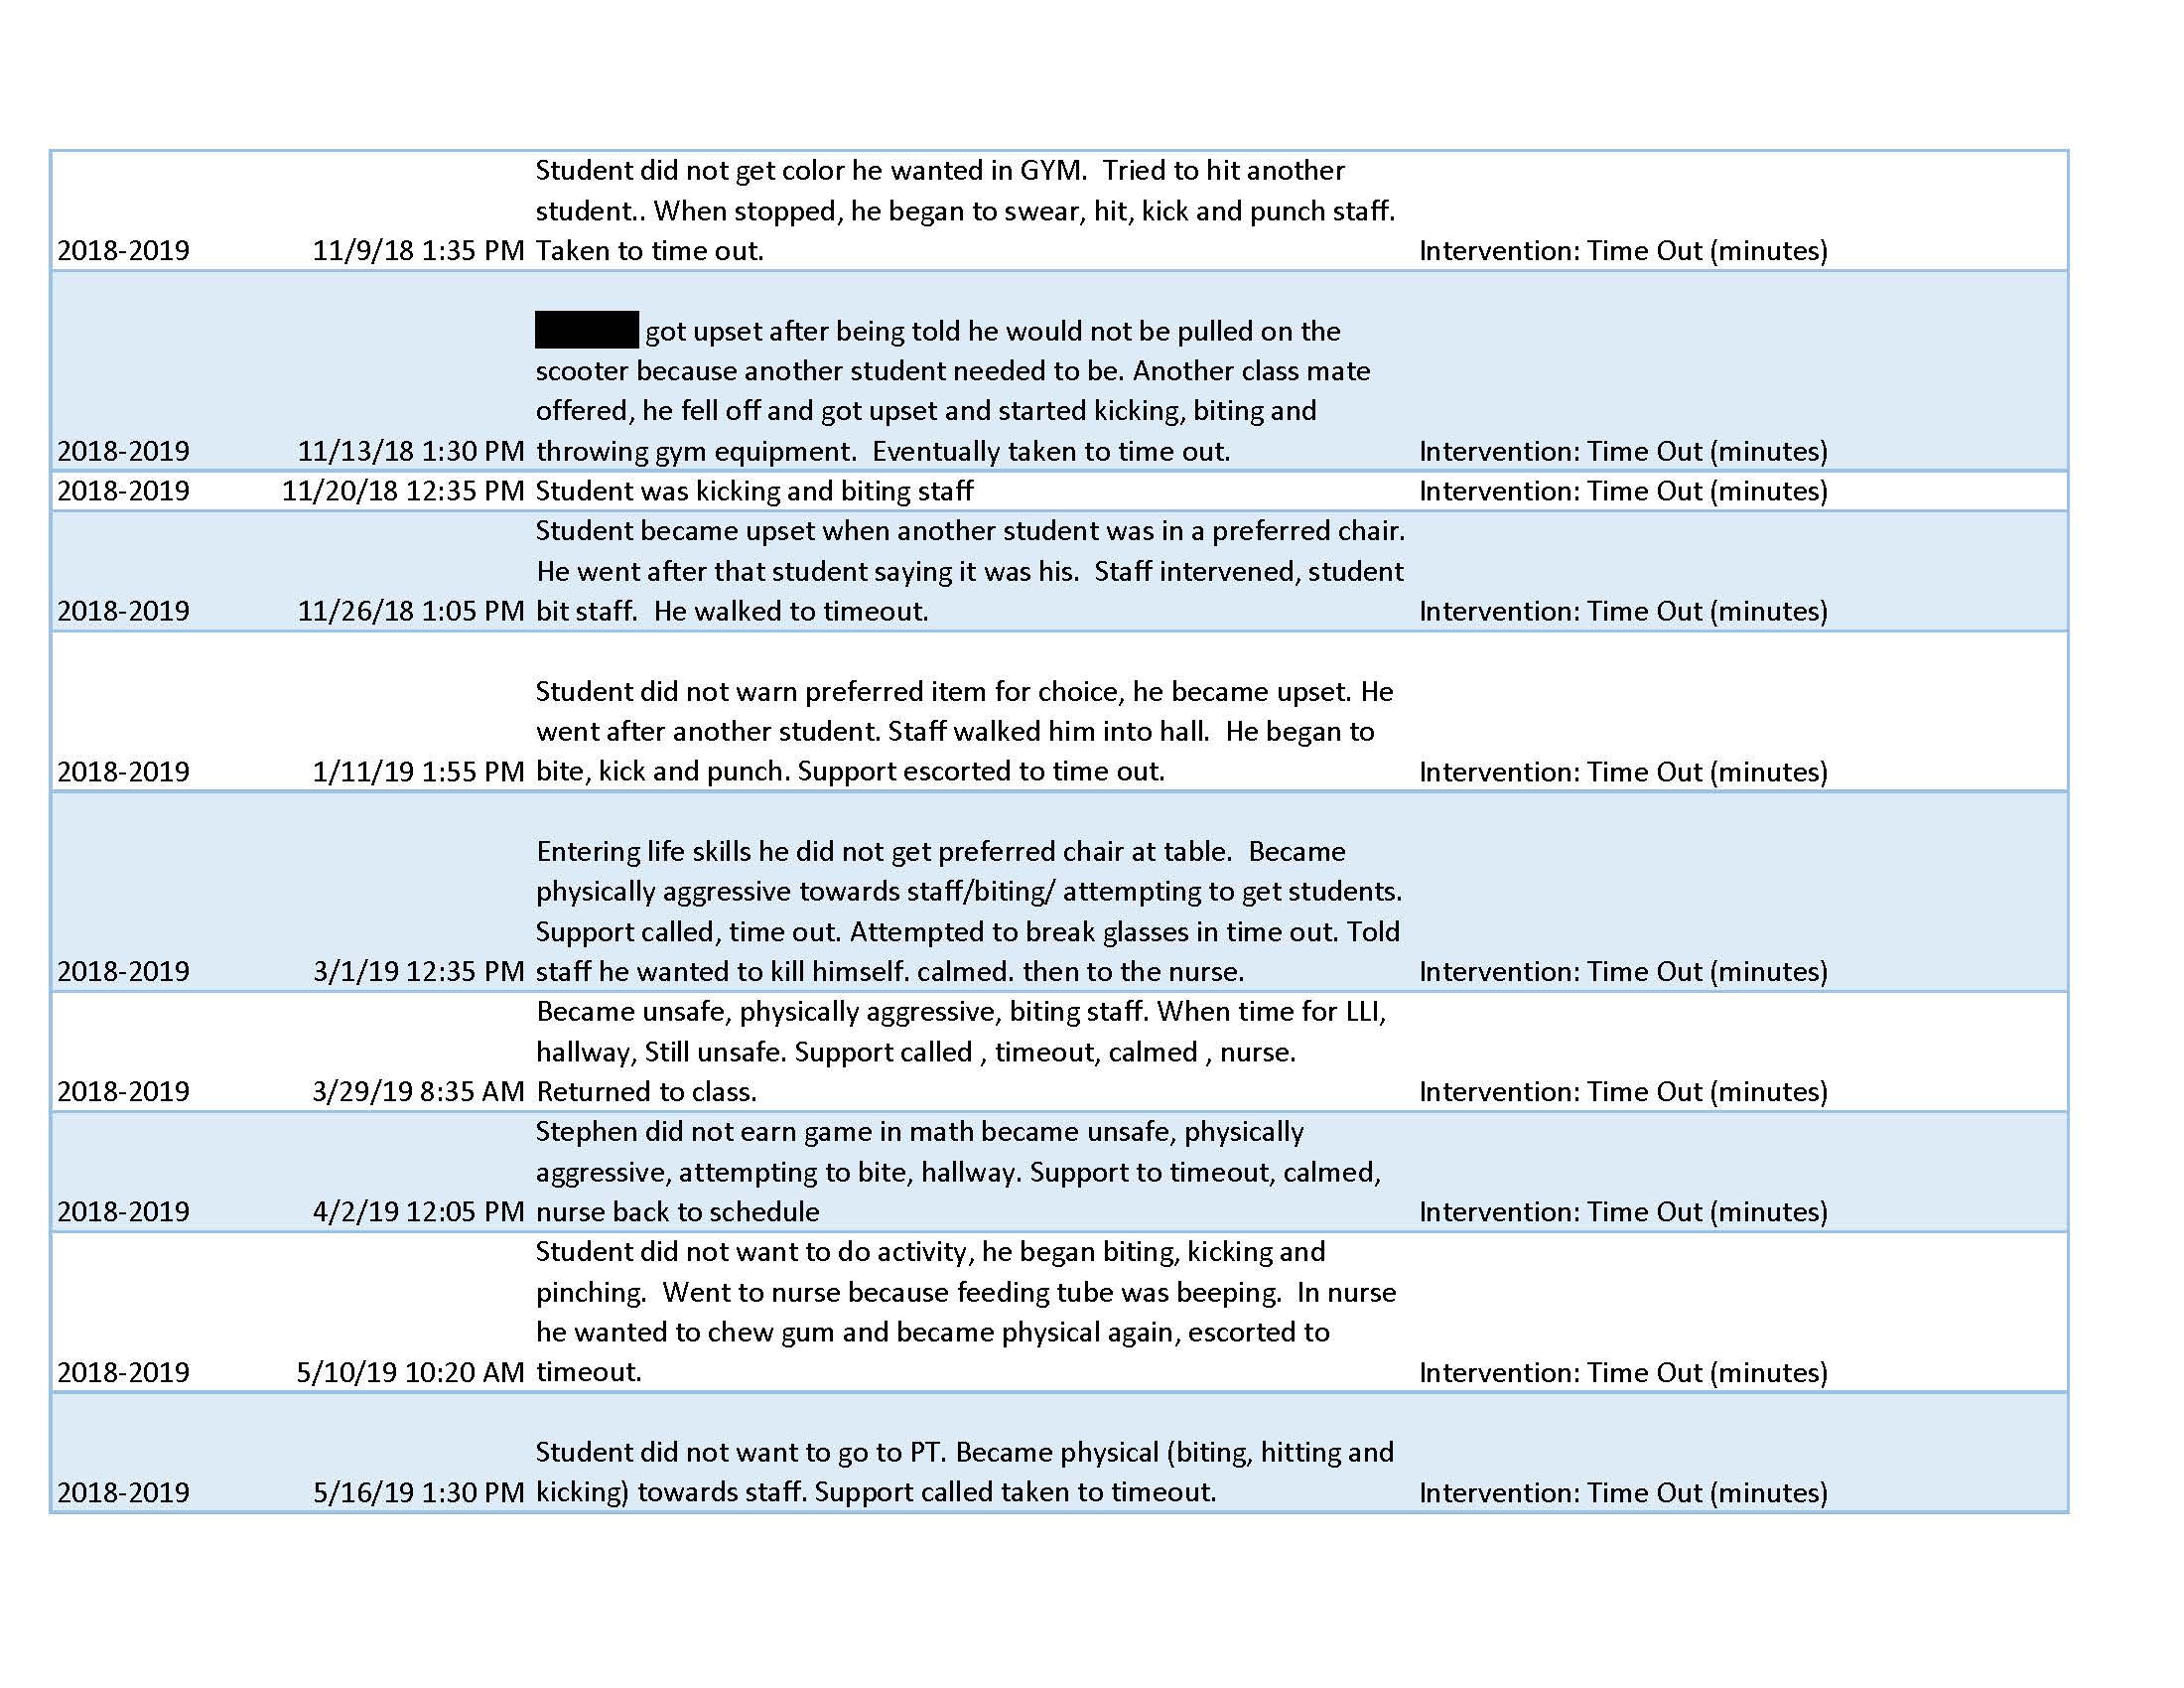 Student did not get color he wanted in GYM.  Tried to hit another
student.. When stopped, he began to swear, hit, kick and punch staff.
2018-2019 11/9/18 1:35 PM Taken to time out. Intervention: Time Out (minutes)
got upset after being told he would not be pulled on the
scooter because another student needed to be. Another class mate
offered, he fell off and got upset and started kicking, biting and
2018-2019 11/13/18 1:30 PM throwing gym equipment.  Eventually taken to time out. Intervention: Time Out (minutes)
2018-2019 11/20/18 12:35 PM Student was kicking and biting staff Intervention: Time Out (minutes)
Student became upset when another student was in a preferred chair.
He went after that student saying it was his.  Staff intervened, student
2018-2019 11/26/18 1:05 PM bit staff.  He walked to timeout. Intervention: Time Out (minutes)
Student did not warn preferred item for choice, he became upset. He
went after another student. Staff walked him into hall.  He began to
2018-2019 1/11/19 1:55 PM bite, kick and punch. Support escorted to time out. Intervention: Time Out (minutes)
Entering life skills he did not get preferred chair at table.  Became
physically aggressive towards staff/biting/ attempting to get students.
Support called, time out. Attempted to break glasses in time out. Told
2018-2019 3/1/19 12:35 PM staff he wanted to kill himself. calmed. then to the nurse. Intervention: Time Out (minutes)
Became unsafe, physically aggressive, biting staff. When time for LLI,
hallway, Still unsafe. Support called , timeout, calmed , nurse.
2018-2019 3/29/19 8:35 AM Returned to class. Intervention: Time Out (minutes)
Stephen did not earn game in math became unsafe, physically
aggressive, attempting to bite, hallway. Support to timeout, calmed,
2018-2019 4/2/19 12:05 PM nurse back to schedule Intervention: Time Out (minutes)
Student did not want to do activity, he began biting, kicking and
pinching.  Went to nurse because feeding tube was beeping.  In nurse
he wanted to chew gum and became physical again, escorted to
2018-2019 5/10/19 10:20 AM timeout. Intervention: Time Out (minutes)
Student did not want to go to PT. Became physical (biting, hitting and
2018-2019 5/16/19 1:30 PM kicking) towards staff. Support called taken to timeout. Intervention: Time Out (minutes)